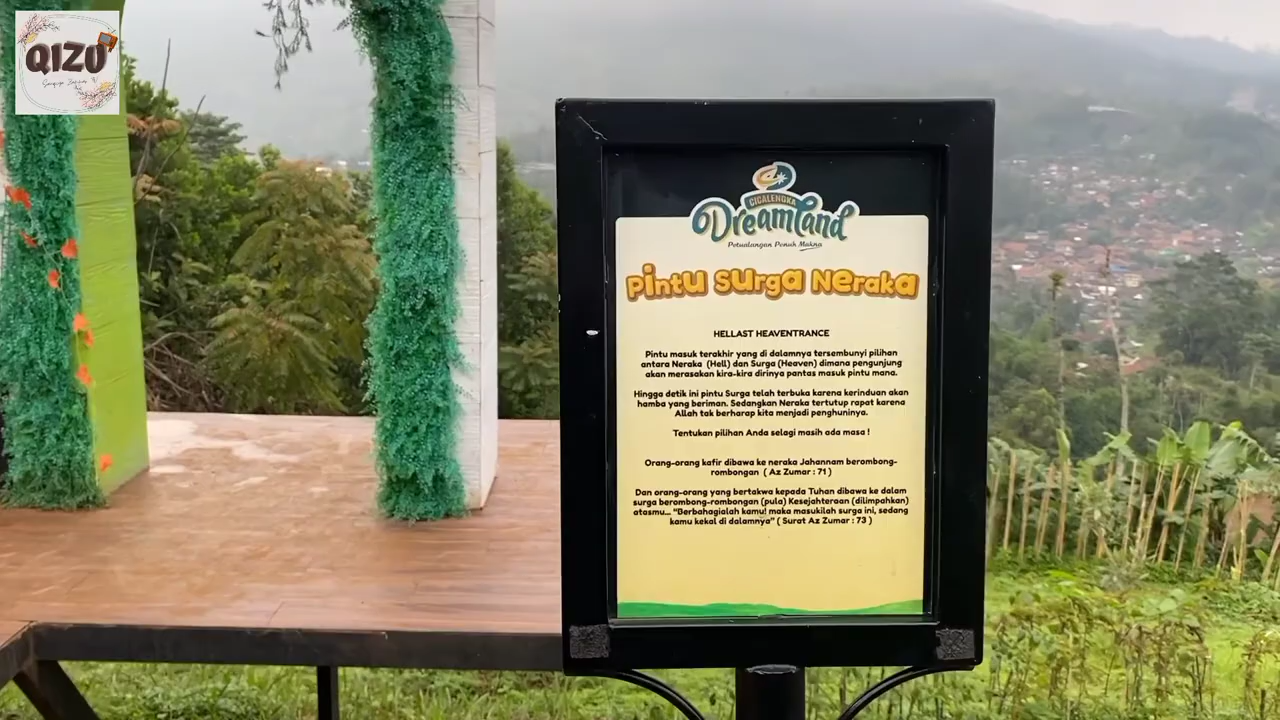 QIZU
CICALENGKA
Dreamland
Petualangan Penuh Makna
Pintu Surga Neraka
HELLAST HEAVENTRANCE
Pintu masuk terakhir yang di dalamnya tersembunyi pilihan
antara Neraka (Hell) dan Surga (Heaven) dimana pengunjung
akan merasakan kira-kira dirinya pantas masuk pintu mana.
Hingga detik ini pintu Surga telah terbuka karena kerinduan akan
hamba yang beriman. Sedangkan Neraka tertutup rapat karena
Allah tak berharap kita menjadi penghuninya.
Tentukan pilihan Anda selagi masih ada masa !
Orang-orang kafir dibawa ke neraka Jahannam berombong-
rombongan ( Az Zumar : 71 )
Dan orang-orang yang bertakwa kepada Tuhan dibawa ke dalam
surga berombong-rombongan (pula) Kesejahteraan (dilimpahkan)
atasmu... "Berbahagialah kamu! maka masukilah surga ini, sedang
kamu kekal di dalamnya" ( Surat Az Zumar : 73 )